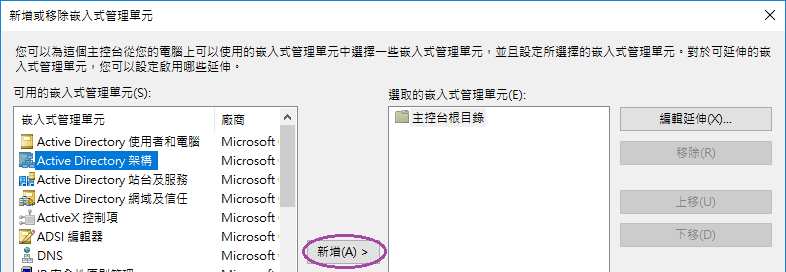 新增或移除嵌入式管理單元
您可以為這個主控台從您的電腦上可以使用的嵌入式管理單元中選擇一些嵌入式管理單元，並且設定所選擇的嵌入式管理單元。對於可延伸的嵌
入式管理單元，您可以設定啟用哪些延伸。
可用的嵌入式管理單元(S):
嵌入式管理單元 廠商
Active Directory 使用者和電腦 Microsoft
Active Directory 架構 Microsoft
Active Directory 站台及服務 Microsoft
Active Directory 網域及信任 Microsoft
ActiveX 控制項 Microsoft
ADSI 編輯器 Microsoft
DNS Microsoft
新增(A) >
選取的嵌入式管理單元(E):
主控台根目錄
編輯延伸(X)...
移除(R)
上移(U)
下移(D)